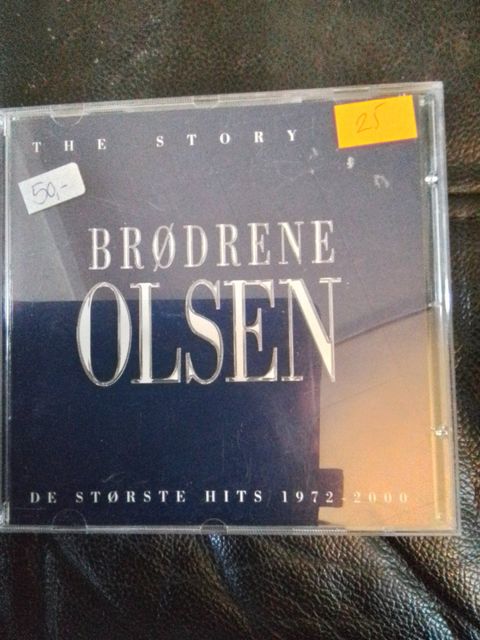 THE STORY
25
50,-
BRØDRENE
OLSEN
DE STØRSTE HITS 1972-2000